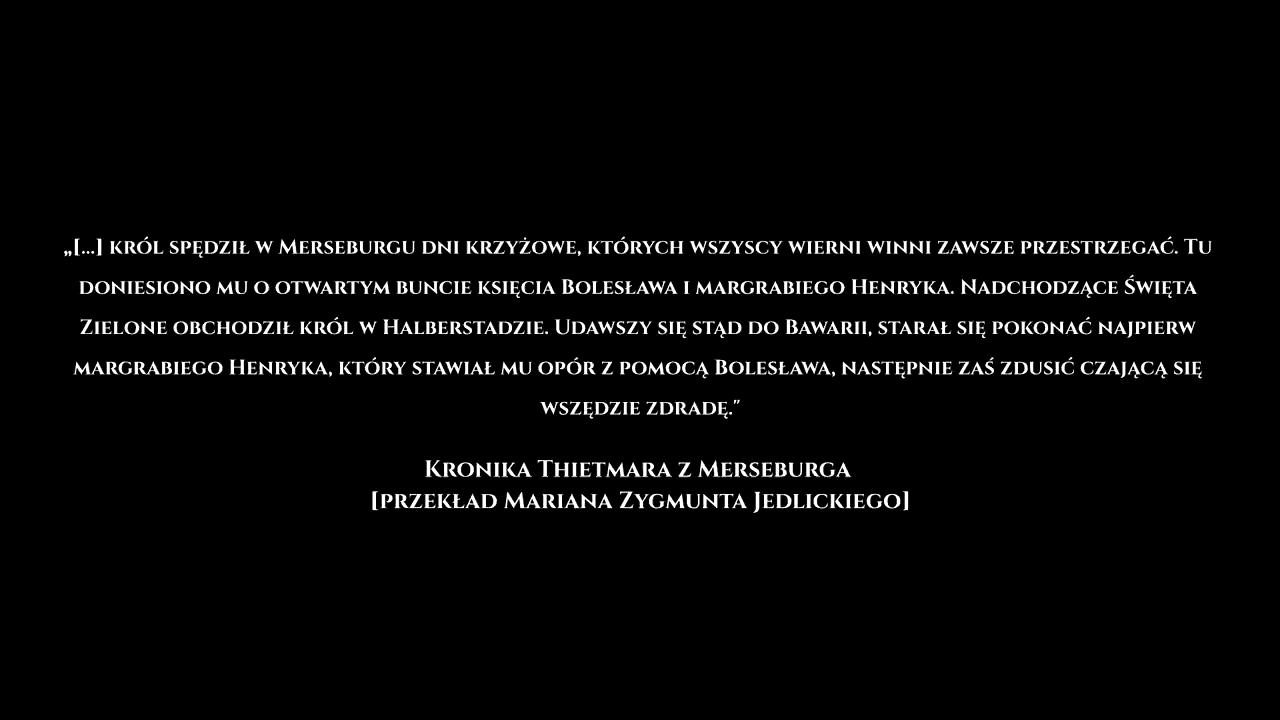 „[...] król spędził w Merseburgu dni krzyżowe, których wszyscy wierni winni zawsze przestrzegać. Tu
doniesiono mu o otwartym buncie księcia Bolesława i margrabiego Henryka. Nadchodzące Święta
Zielone obchodził król w Halberstadzie. Udawszy się stąd do Bawarii, starał się pokonać najpierw
margrabiego Henryka, który stawiał mu opór z pomocą Bolesława, następnie zaś zdusić czającą się
wszędzie zdradę."
Kronika Thietmara z Merseburga
[przekład Mariana Zygmunta Jedlickiego]